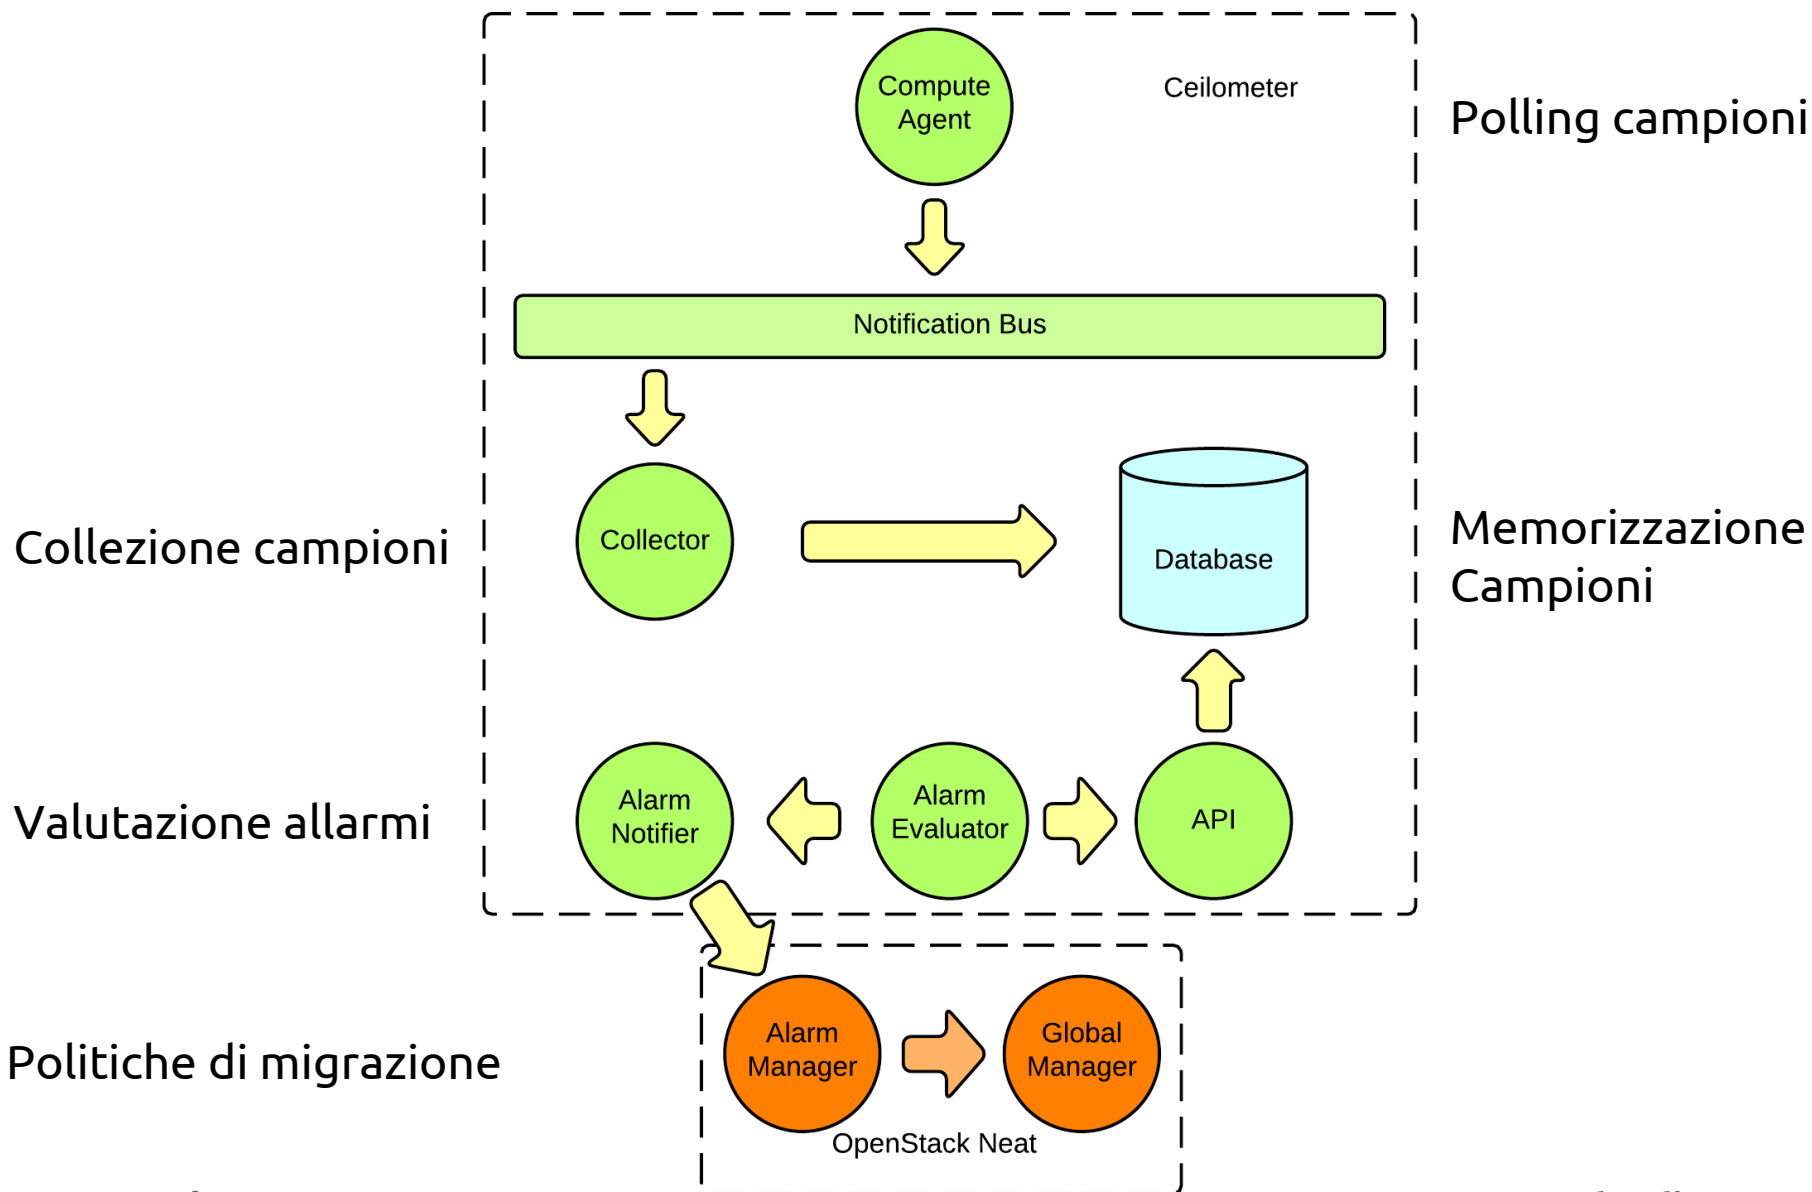 Compute
Agent
Ceilometer
Polling campioni
Notification Bus
Collezione campioni
Collector
Database
Memorizzazione
Campioni
Valutazione allarmi
Alarm
Notifier
Alarm
Evaluator
API
Politiche di migrazione
Alarm
Manager
Global
Manager
OpenStack Neat